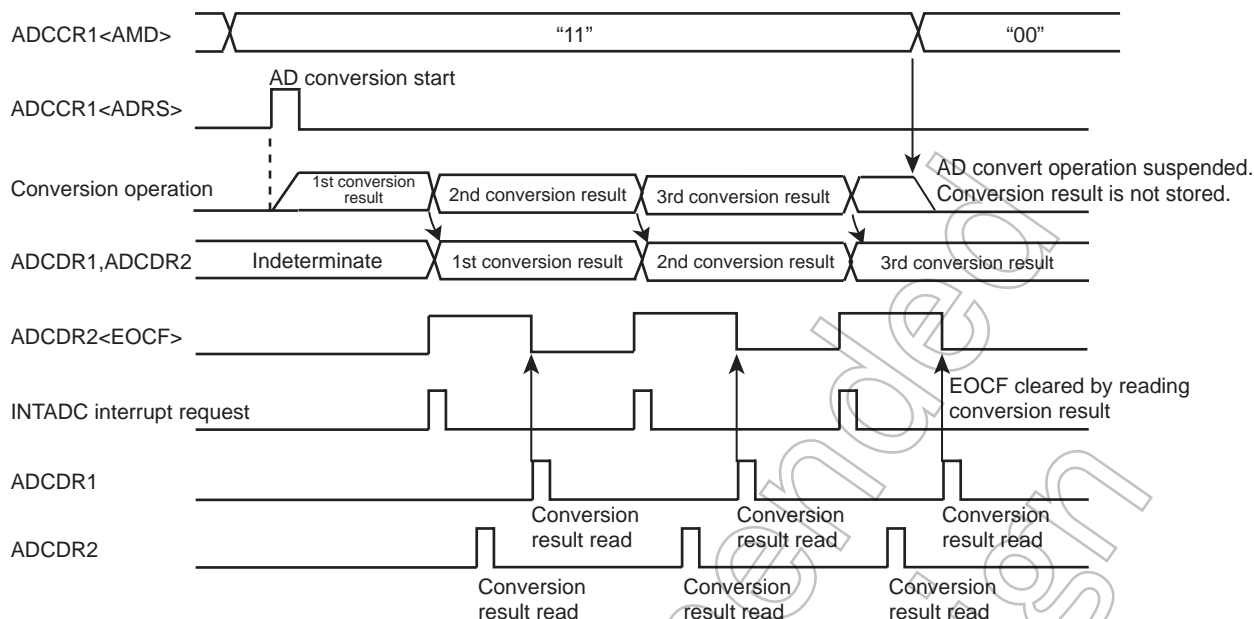 ADCCR1<AMD>
“11”
“00”
AD conversion start
ADCCR1<ADRS>
Conversion operation
1st conversion
result
2nd conversion result
3rd conversion result
AD convert operation suspended.
Conversion result is not stored.
ADCDR1,ADCDR2
Indeterminate
1st conversion result
2nd conversion result
3rd conversion result
ADCDR2<EOCF>
EOCF cleared by reading
conversion result
INTADC interrupt request
ADCDR1
Conversion
result read
Conversion
result read
Conversion
result read
ADCDR2
Conversion
result read
Conversion
result read
Conversion
result read